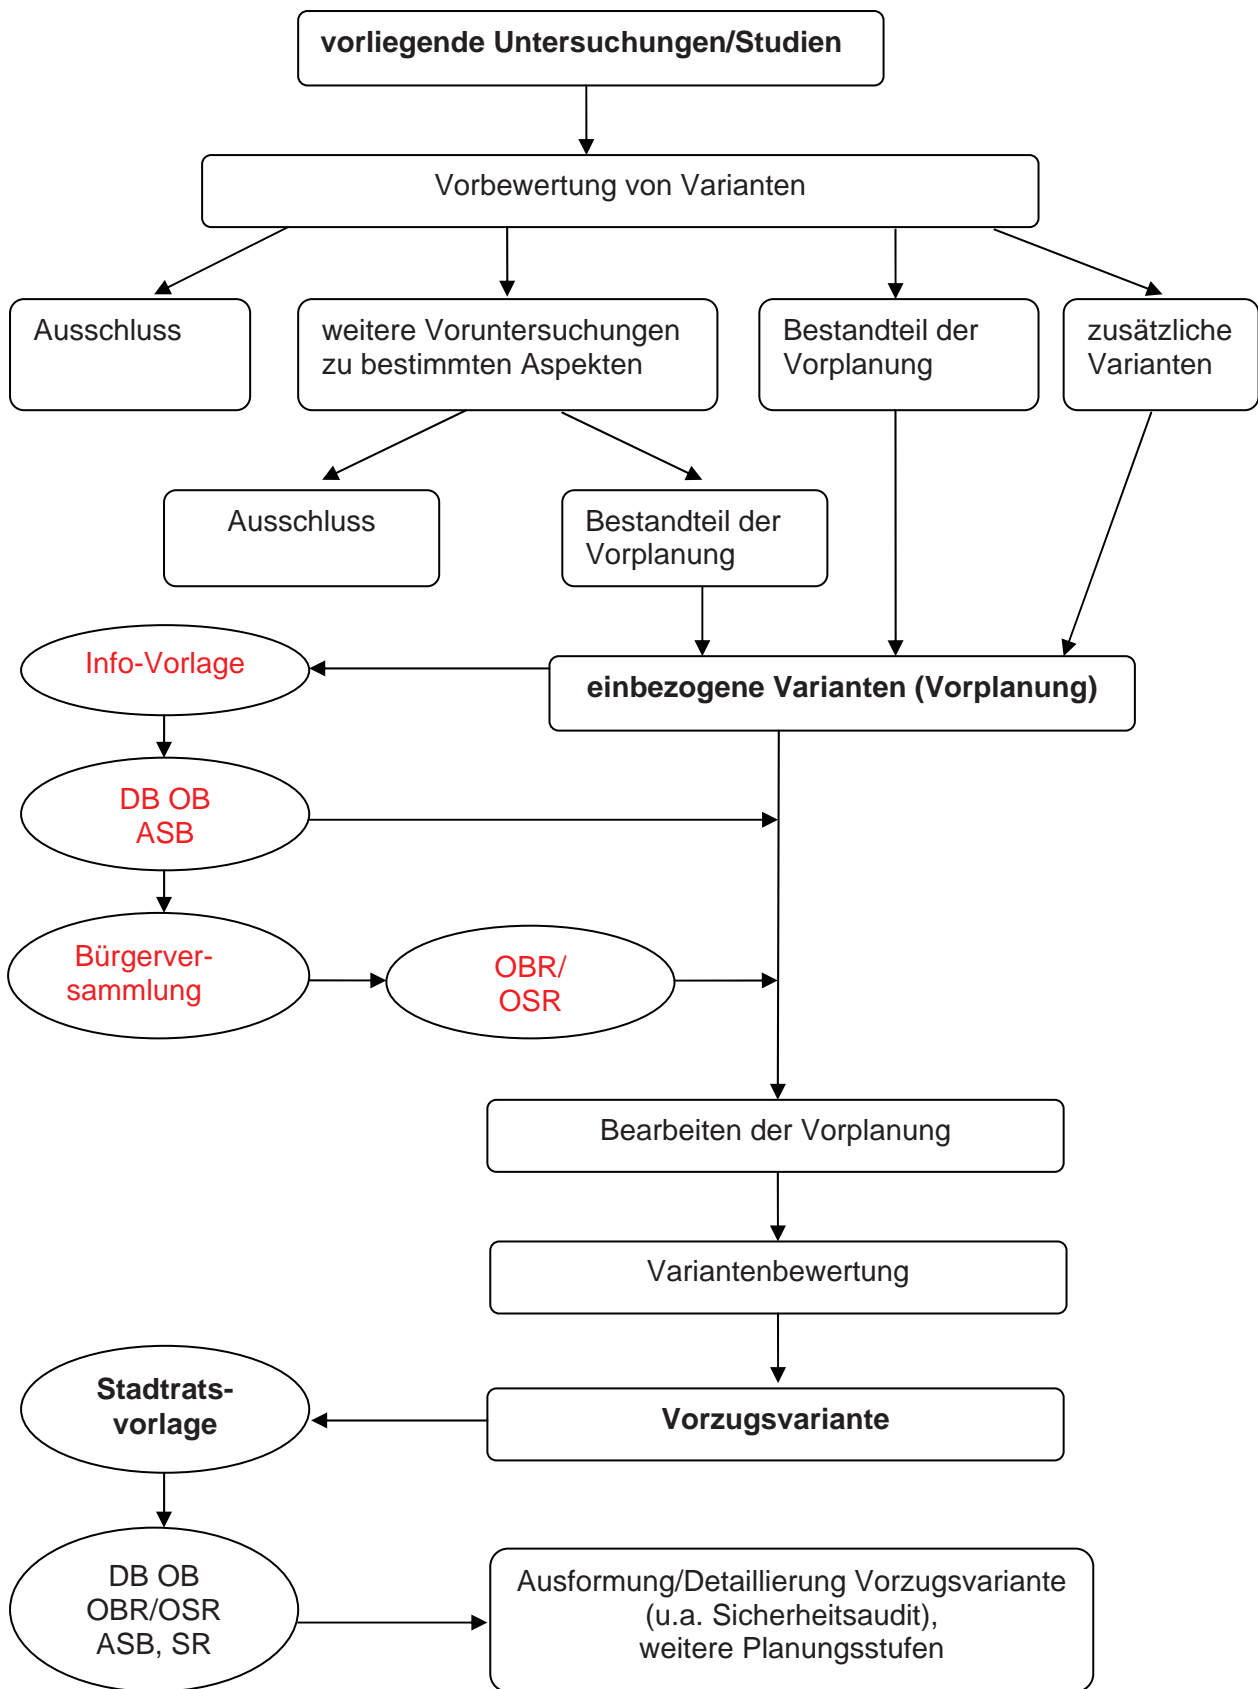 vorliegende Untersuchungen/Studien
Vorbewertung von Varianten
Ausschluss
weitere Voruntersuchungen
zu bestimmten Aspekten
Bestandteil der
Vorplanung
zusätzliche
Varianten
Ausschluss
Bestandteil der
Vorplanung
Info-Vorlage
einbezogene Varianten (Vorplanung)
DB OB
ASB
Bürgerver-
sammlung
OBR/
OSR
Bearbeiten der Vorplanung
Variantenbewertung
Stadtrats-
vorlage
Vorzugsvariante
DB OB
OBR/OSR
ASB, SR
Ausformung/Detaillierung Vorzugsvariante
(u.a. Sicherheitsaudit),
weitere Planungsstufen